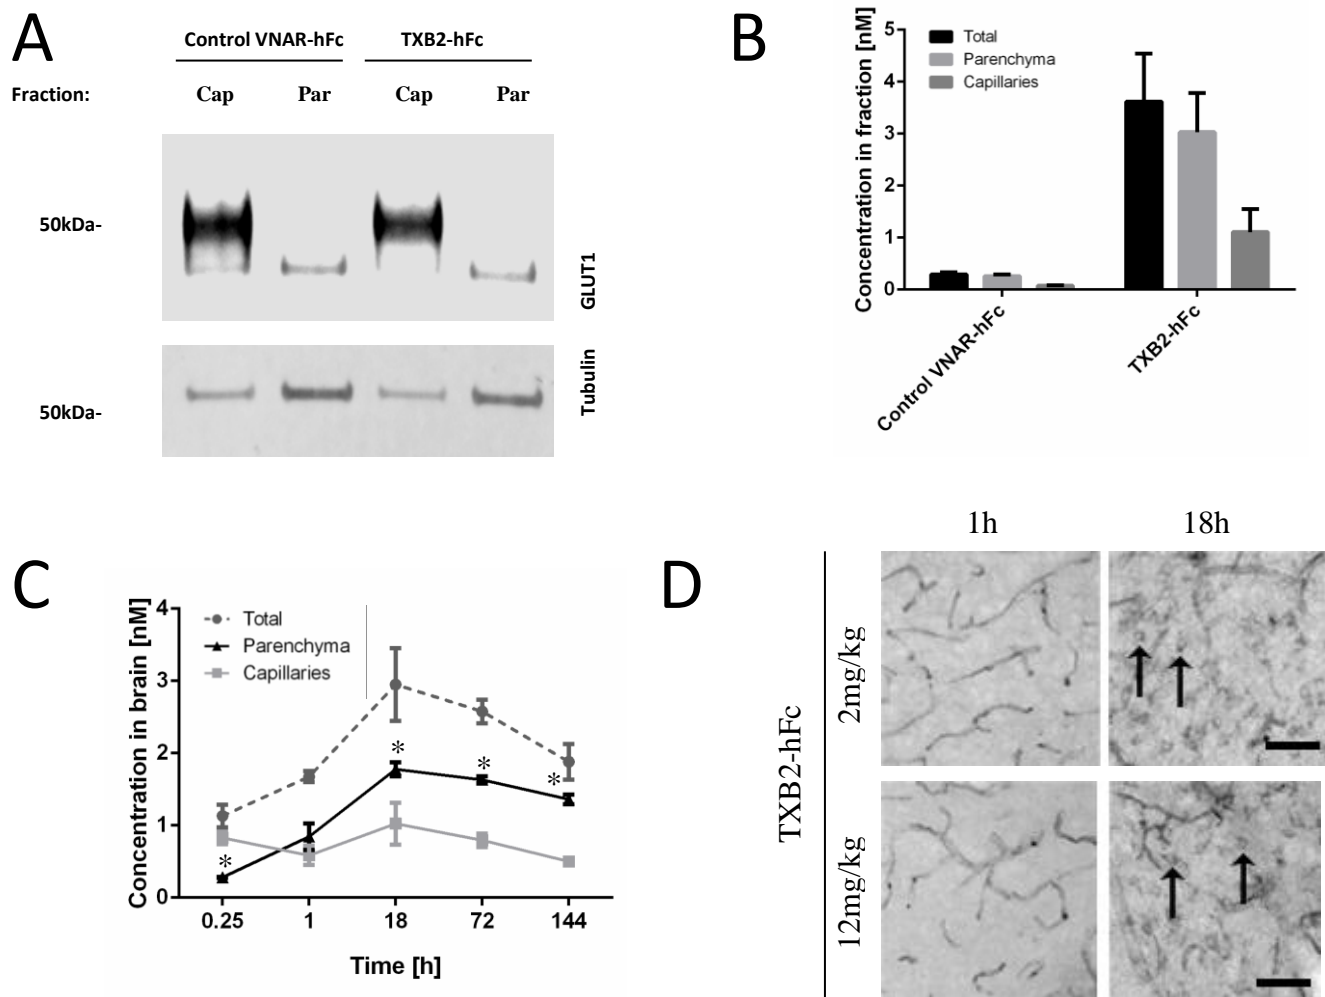 A
Control VNAR-hFc
TXB2-hFc
Fraction:
Cap
Par
Cap
Par
50kDa-
GLUT1
50kDa-
Tubulin
B
Concentration in fraction [nM]
5
4
3
2
1
0
Total
Parenchyma
Capillaries
Control VNAR-hFc
TXB2-hFc
C
Concentration in brain [nM]
4
3
2
1
0
Total
Parenchyma
Capillaries
*
*
*
*
0.25
1
18
72
144
Time [h]
D
1h
18h
TXB2-hFc
2mg/kg
12mg/kg